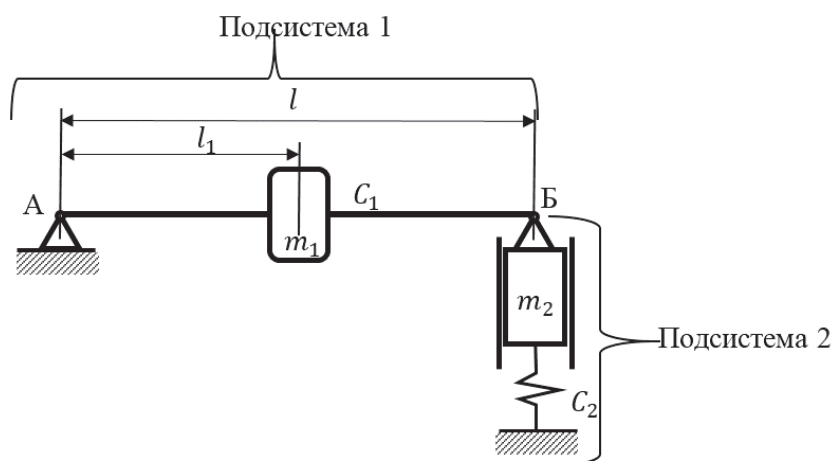 Подсистема 1
l
l₁
А
C₁
Б
m₁
m₂
Подсистема 2
C₂